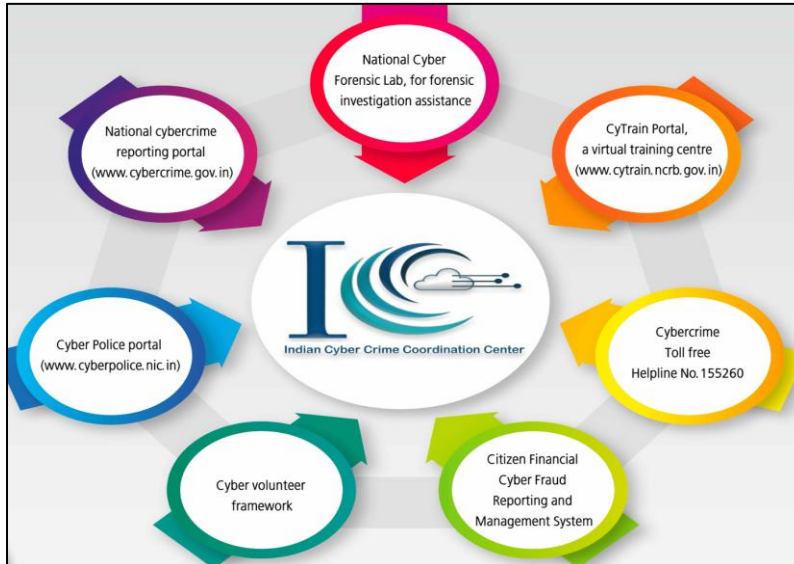 National Cyber
Forensic Lab, for forensic
investigation assistance
National cybercrime
reporting portal
(www.cybercrime.gov.in)
CyTrain Portal,
a virtual training centre
(www.cytrain.ncrb.gov.in)
I
Indian Cyber Crime Coordination Center
Cyber Police portal
(www.cyberpolice.nic.in)
Cybercrime
Toll free
Helpline No. 155260
Cyber volunteer
framework
Citizen Financial
Cyber Fraud
Reporting and
Management System